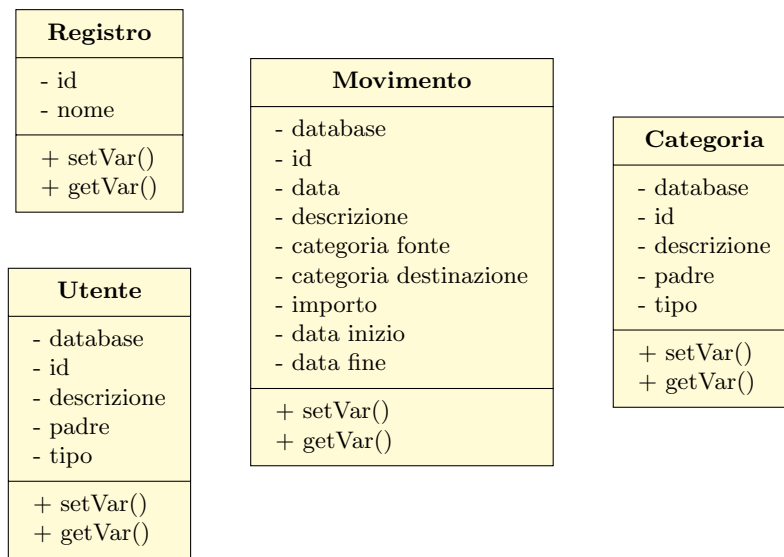 Registro
- id
- nome
+ setVar()
+ getVar()
Utente
- database
- id
- descrizione
- padre
- tipo
+ setVar()
+ getVar()
Movimento
- database
- id
- data
- descrizione
- categoria fonte
- categoria destinazione
- importo
- data inizio
- data fine
+ setVar()
+ getVar()
Categoria
- database
- id
- descrizione
- padre
- tipo
+ setVar()
+ getVar()